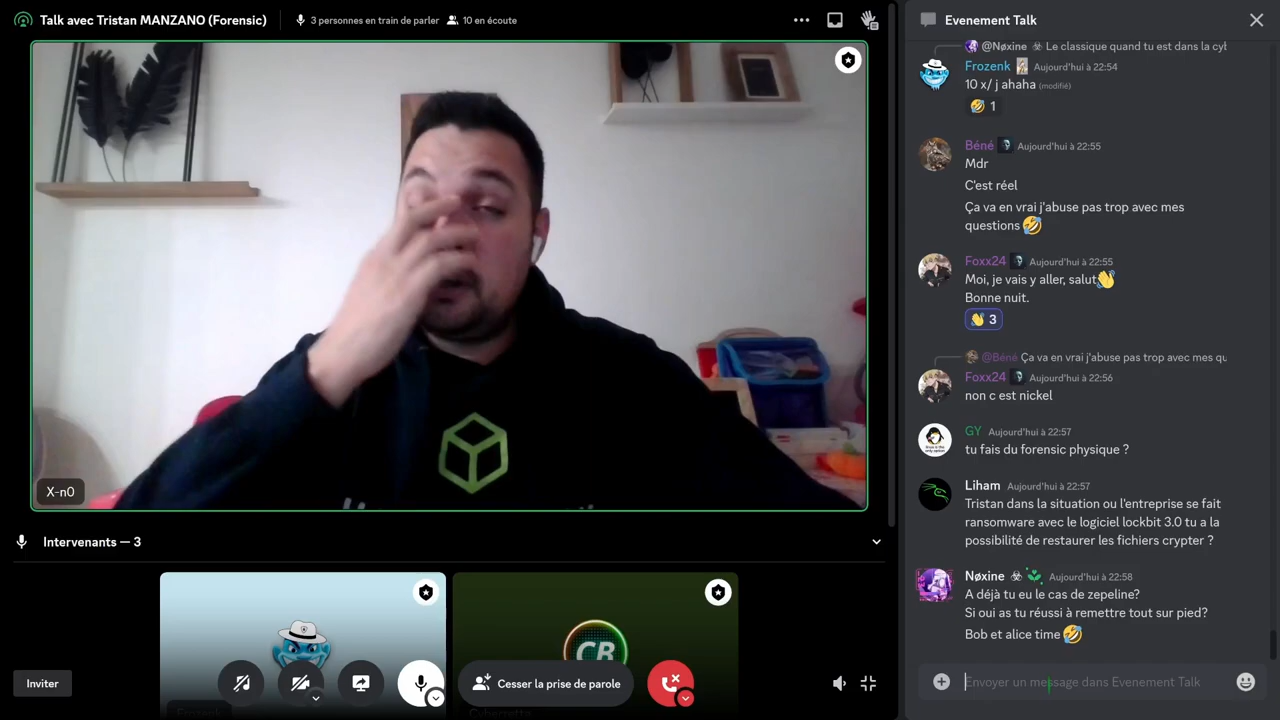 Talk avec Tristan MANZANO (Forensic)
3 personnes en train de parler
10 en écoute
X-n0
Intervenants — 3
CB
Inviter
Cesser la prise de parole
Evenement Talk
@Nøxine ☣ Le classique quand tu est dans la cyb
Frozenk Aujourd'hui à 22:54
10 x/ j ahaha (modifié)
🤣 1
Béné Aujourd'hui à 22:55
Mdr
C'est réel
Ça va en vrai j'abuse pas trop avec mes
questions 🤣
Foxx24 Aujourd'hui à 22:55
Moi, je vais y aller, salut👋
Bonne nuit.
👋 3
@Béné Ça va en vrai j'abuse pas trop avec mes qu
Foxx24 Aujourd'hui à 22:56
non c est nickel
GY Aujourd'hui à 22:57
tu fais du forensic physique ?
Liham Aujourd'hui à 22:57
Tristan dans la situation ou l'entreprise se fait
ransomware avec le logiciel lockbit 3.0 tu a la
possibilité de restaurer les fichiers crypter ?
Nøxine ☣ Aujourd'hui à 22:58
A déjà tu eu le cas de zepeline?
Si oui as tu réussi à remettre tout sur pied?
Bob et alice time 🤣
Envoyer un message dans Evenement Talk